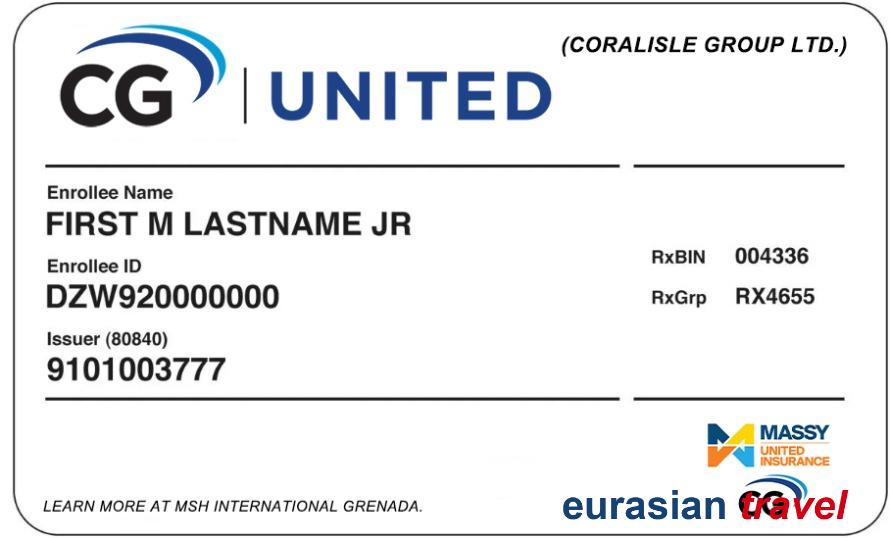 (CORALISLE GROUP LTD.)
CG | UNITED
Enrollee Name
FIRST M LASTNAME JR
Enrollee ID
DZW920000000
Issuer (80840)
9101003777
RxBIN 004336
RxGrp RX4655
MASSY
UNITED
INSURANCE
CG
eurasian travel
LEARN MORE AT MSH INTERNATIONAL GRENADA.